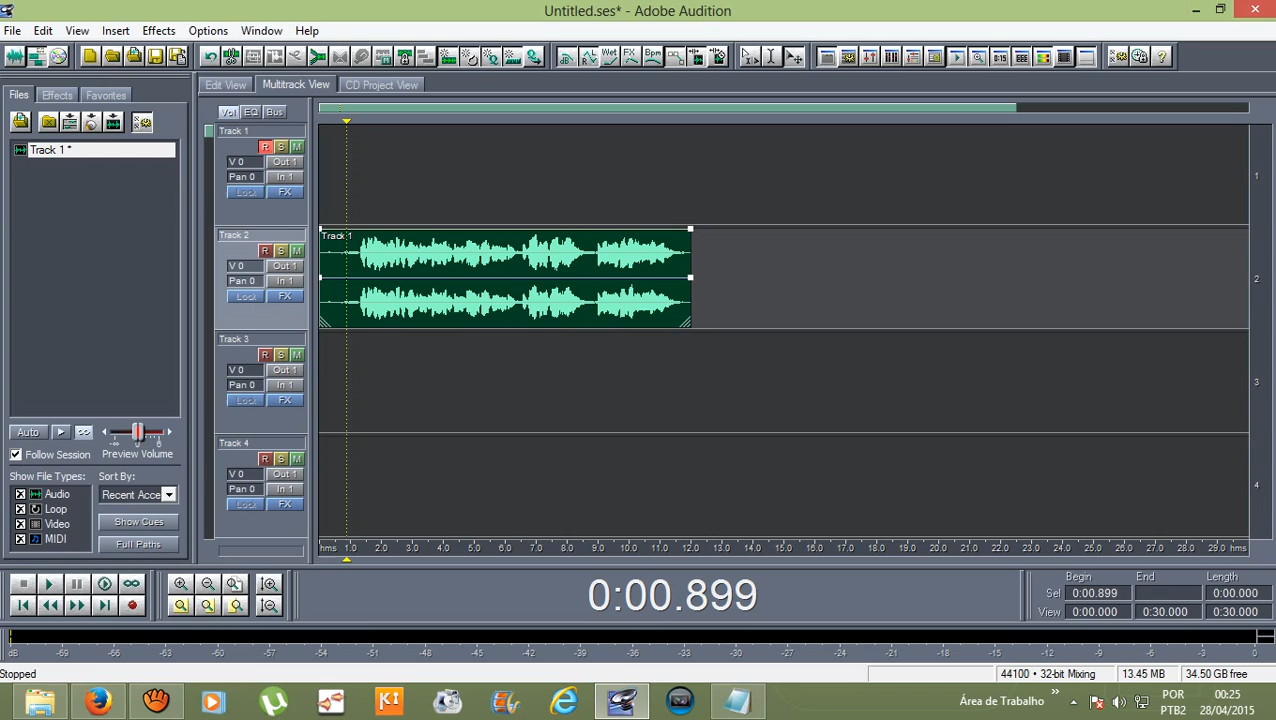 Untitled.ses* - Adobe Audition
File Edit View Insert Effects Options Window Help
Edit View Multitrack View CD Project View
Files Effects Favorites
Vol EQ Bus
Track 1 *
Track 1
R S M
V 0 Out 1
Pan 0 In 1
Lock FX
1
Track 2
R S M
V 0 Out 1
Pan 0 In 1
Lock FX
Track 1
2
Track 3
R S M
V 0 Out 1
Pan 0 In 1
Lock FX
3
Track 4
R S M
V 0 Out 1
Pan 0 In 1
Lock FX
4
Auto
-∞ 0 6
Follow Session Preview Volume
Show File Types: Sort By:
Audio Recent Acce
Loop
Video Show Cues
MIDI Full Paths
hms 1.0 2.0 3.0 4.0 5.0 6.0 7.0 8.0 9.0 10.0 11.0 12.0 13.0 14.0 15.0 16.0 17.0 18.0 19.0 20.0 21.0 22.0 23.0 24.0 25.0 26.0 27.0 28.0 29.0 hms
0:00.899
Begin End Length
Sel 0:00.899 0:00.000
View 0:00.000 0:30.000 0:30.000
dB -69 -66 -63 -60 -57 -54 -51 -48 -45 -42 -39 -36 -33 -30 -27 -24 -21 -18 -15 -12 -9 -6 -3 0
Stopped 44100 • 32-bit Mixing 13.45 MB 34.50 GB free
KI
Área de Trabalho » POR 00:25
PTB2 28/04/2015